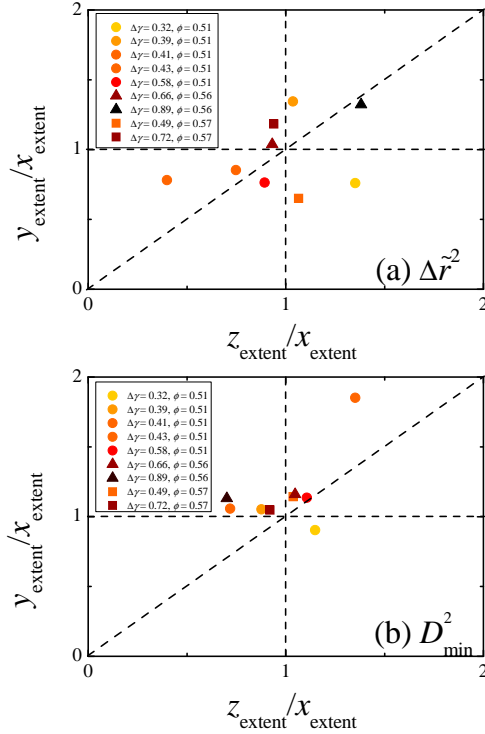 2
Δγ = 0.32, φ = 0.51
Δγ = 0.39, φ = 0.51
Δγ = 0.41, φ = 0.51
Δγ = 0.43, φ = 0.51
Δγ = 0.58, φ = 0.51
Δγ = 0.66, φ = 0.56
Δγ = 0.89, φ = 0.56
Δγ = 0.49, φ = 0.57
Δγ = 0.72, φ = 0.57
1
y_extent/x_extent
(a) Δr̃²
0
0 1 2
z_extent/x_extent
2
Δγ = 0.32, φ = 0.51
Δγ = 0.39, φ = 0.51
Δγ = 0.41, φ = 0.51
Δγ = 0.43, φ = 0.51
Δγ = 0.58, φ = 0.51
Δγ = 0.66, φ = 0.56
Δγ = 0.89, φ = 0.56
Δγ = 0.49, φ = 0.57
Δγ = 0.72, φ = 0.57
1
y_extent/x_extent
(b) D²_min
0
0 1 2
z_extent/x_extent